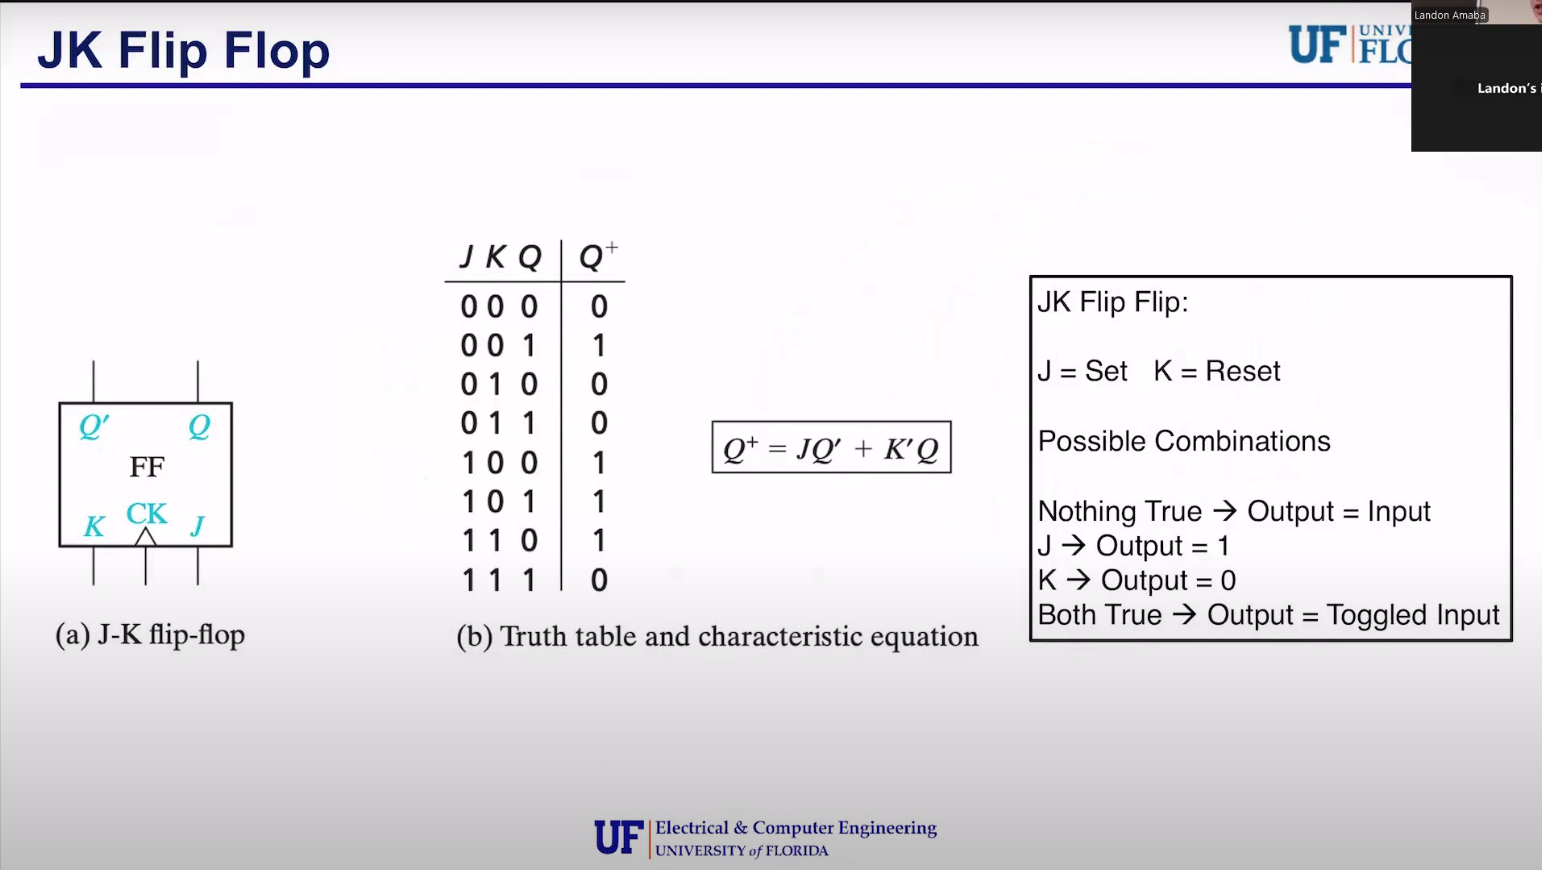 Landon Amaba
JK Flip Flop
UF
Landon's
J K Q Q⁺
0 0 0 0
0 0 1 1
0 1 0 0
0 1 1 0
1 0 0 1
1 0 1 1
1 1 0 1
1 1 1 0
Q' Q
FF
K CK J
(a) J-K flip-flop
Q⁺ = JQ' + K'Q
(b) Truth table and characteristic equation
JK Flip Flip:
J = Set K = Reset
Possible Combinations
Nothing True → Output = Input
J → Output = 1
K → Output = 0
Both True → Output = Toggled Input
UF Electrical & Computer Engineering
UNIVERSITY of FLORIDA